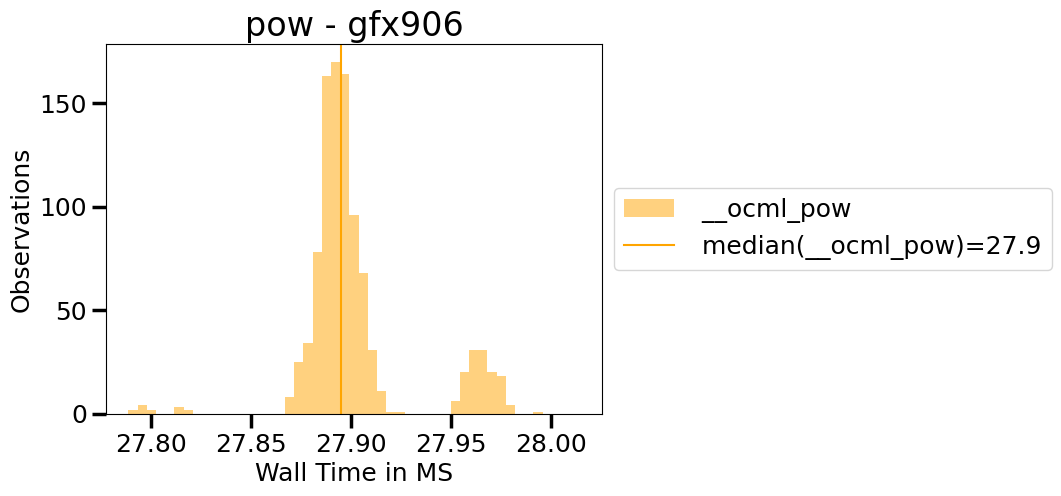 pow - gfx906
150
100
50
0
Observations
27.80 27.85 27.90 27.95 28.00
Wall Time in MS
__ocml_pow
median(__ocml_pow)=27.9